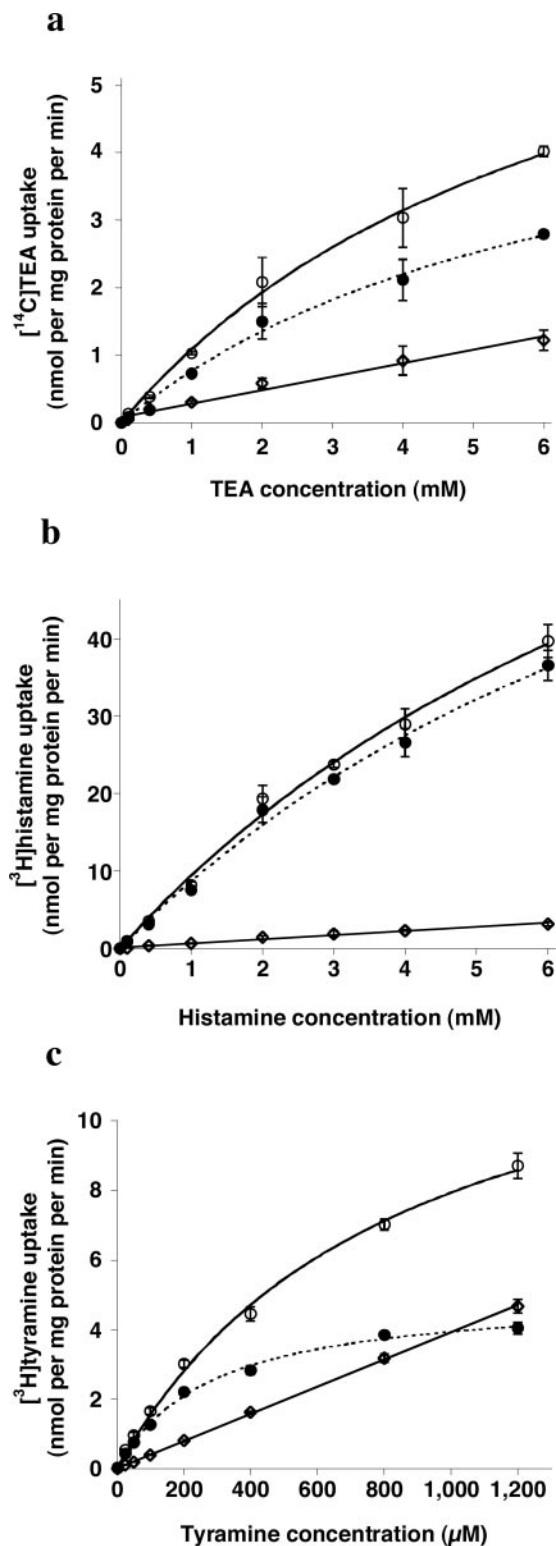 a
[¹⁴C]TEA uptake
(nmol per mg protein per min)
5
4
3
2
1
0
0 1 2 3 4 5 6
TEA concentration (mM)
b
[³H]histamine uptake
(nmol per mg protein per min)
40
30
20
10
0
0 1 2 3 4 5 6
Histamine concentration (mM)
c
[³H]tyramine uptake
(nmol per mg protein per min)
10
8
6
4
2
0
0 200 400 600 800 1,000 1,200
Tyramine concentration (µM)